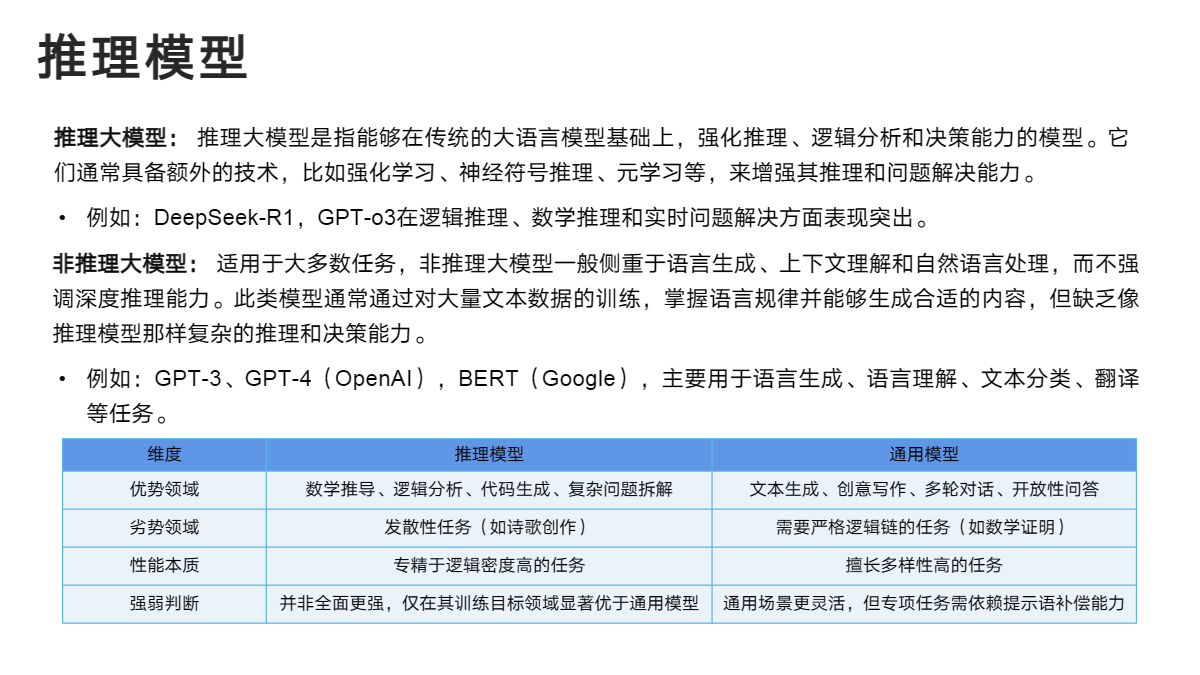 推理模型
推理大模型： 推理大模型是指能够在传统的大语言模型基础上，强化推理、逻辑分析和决策能力的模型。它
们通常具备额外的技术，比如强化学习、神经符号推理、元学习等，来增强其推理和问题解决能力。
• 例如：DeepSeek-R1，GPT-o3在逻辑推理、数学推理和实时问题解决方面表现突出。
非推理大模型： 适用于大多数任务，非推理大模型一般侧重于语言生成、上下文理解和自然语言处理，而不强
调深度推理能力。此类模型通常通过对大量文本数据的训练，掌握语言规律并能够生成合适的内容，但缺乏像
推理模型那样复杂的推理和决策能力。
• 例如：GPT-3、GPT-4（OpenAI），BERT（Google），主要用于语言生成、语言理解、文本分类、翻译
等任务。
维度 推理模型 通用模型
优势领域 数学推导、逻辑分析、代码生成、复杂问题拆解 文本生成、创意写作、多轮对话、开放性问答
劣势领域 发散性任务（如诗歌创作） 需要严格逻辑链的任务（如数学证明）
性能本质 专精于逻辑密度高的任务 擅长多样性高的任务
强弱判断 并非全面更强，仅在其训练目标领域显著优于通用模型 通用场景更灵活，但专项任务需依赖提示语补偿能力